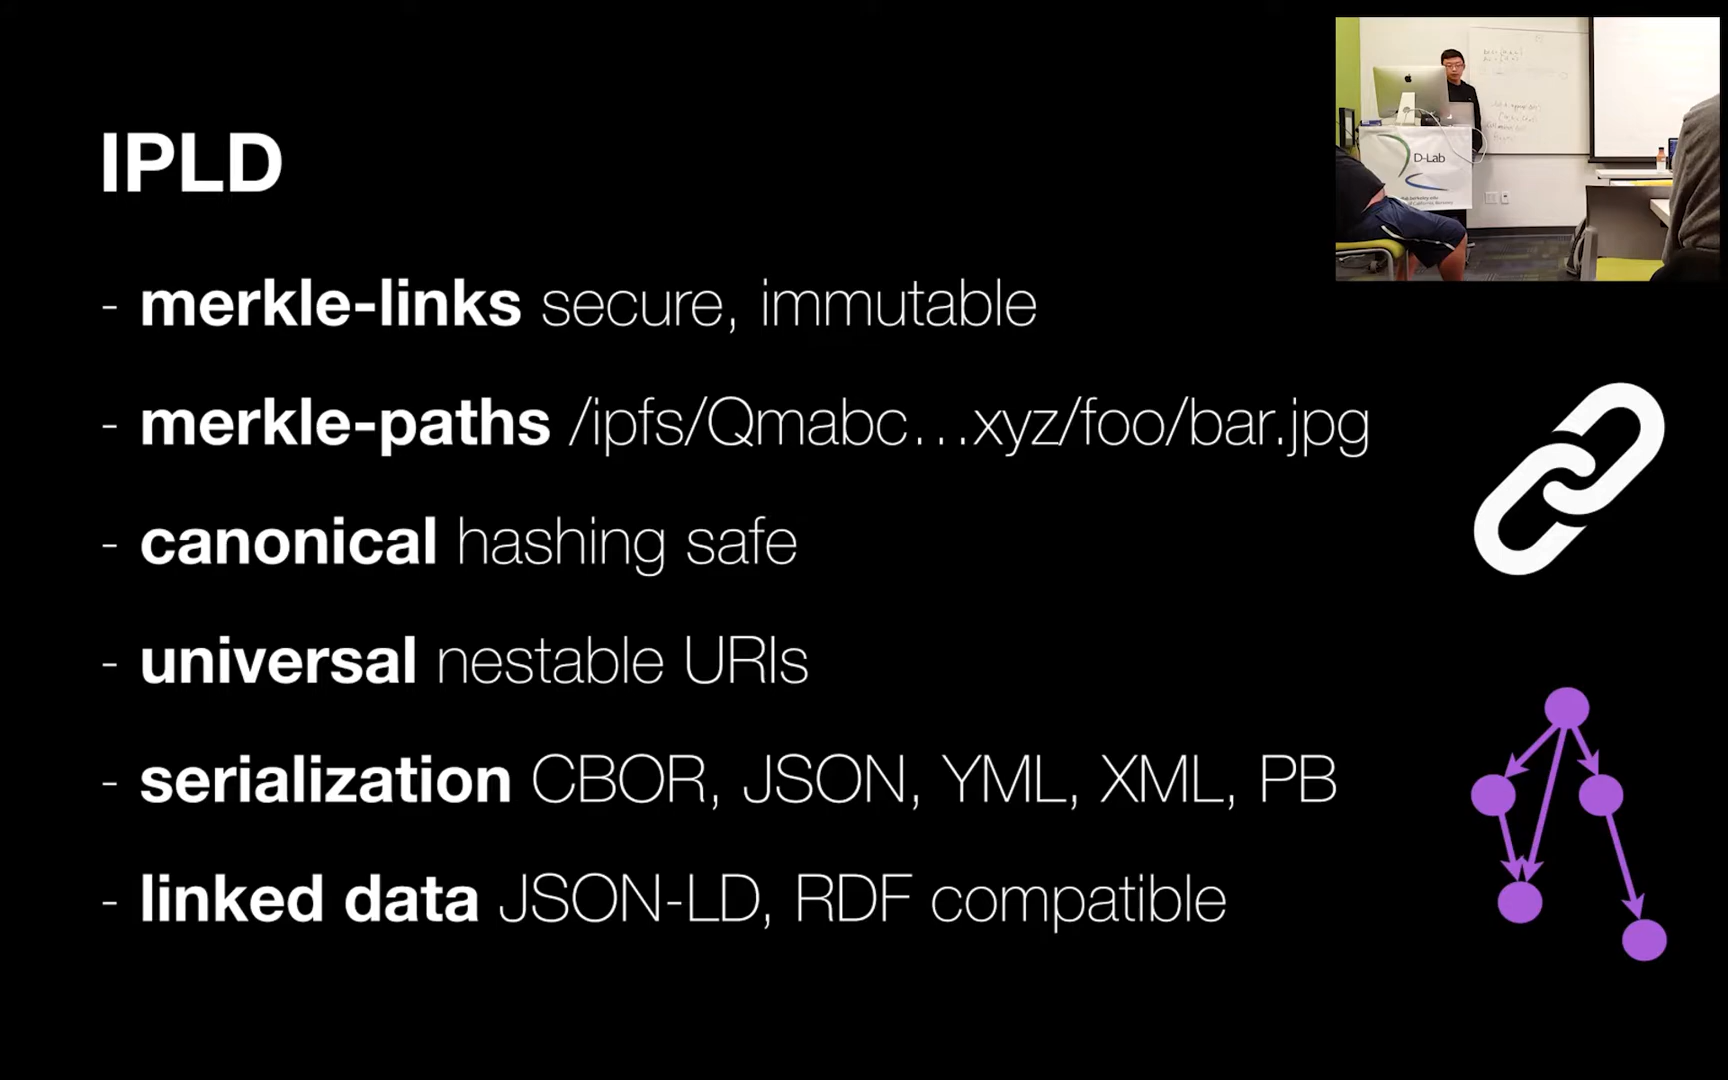 IPLD
- merkle-links secure, immutable
- merkle-paths /ipfs/Qmabc...xyz/foo/bar.jpg
- canonical hashing safe
- universal nestable URIs
- serialization CBOR, JSON, YML, XML, PB
- linked data JSON-LD, RDF compatible
D-Lab